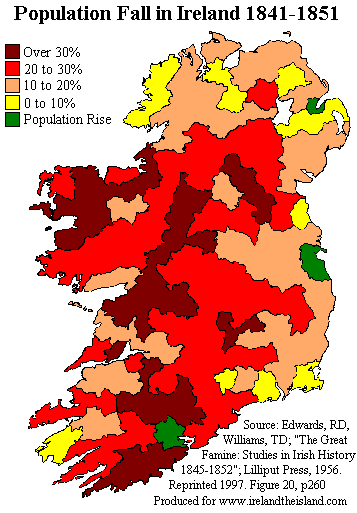 Population Fall in Ireland 1841-1851
Over 30%
20 to 30%
10 to 20%
0 to 10%
Population Rise
Source: Edwards, RD,
Williams, TD; "The Great
Famine: Studies in Irish History
1845-1852"; Lilliput Press, 1956.
Reprinted 1997. Figure 20, p260
Produced for www.irelandtheisland.com